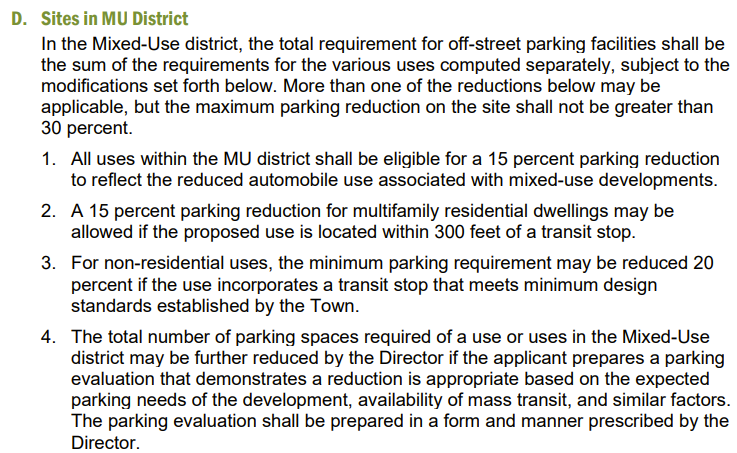 D. Sites in MU District
In the Mixed-Use district, the total requirement for off-street parking facilities shall be
the sum of the requirements for the various uses computed separately, subject to the
modifications set forth below. More than one of the reductions below may be
applicable, but the maximum parking reduction on the site shall not be greater than
30 percent.
1. All uses within the MU district shall be eligible for a 15 percent parking reduction
to reflect the reduced automobile use associated with mixed-use developments.
2. A 15 percent parking reduction for multifamily residential dwellings may be
allowed if the proposed use is located within 300 feet of a transit stop.
3. For non-residential uses, the minimum parking requirement may be reduced 20
percent if the use incorporates a transit stop that meets minimum design
standards established by the Town.
4. The total number of parking spaces required of a use or uses in the Mixed-Use
district may be further reduced by the Director if the applicant prepares a parking
evaluation that demonstrates a reduction is appropriate based on the expected
parking needs of the development, availability of mass transit, and similar factors.
The parking evaluation shall be prepared in a form and manner prescribed by the
Director.